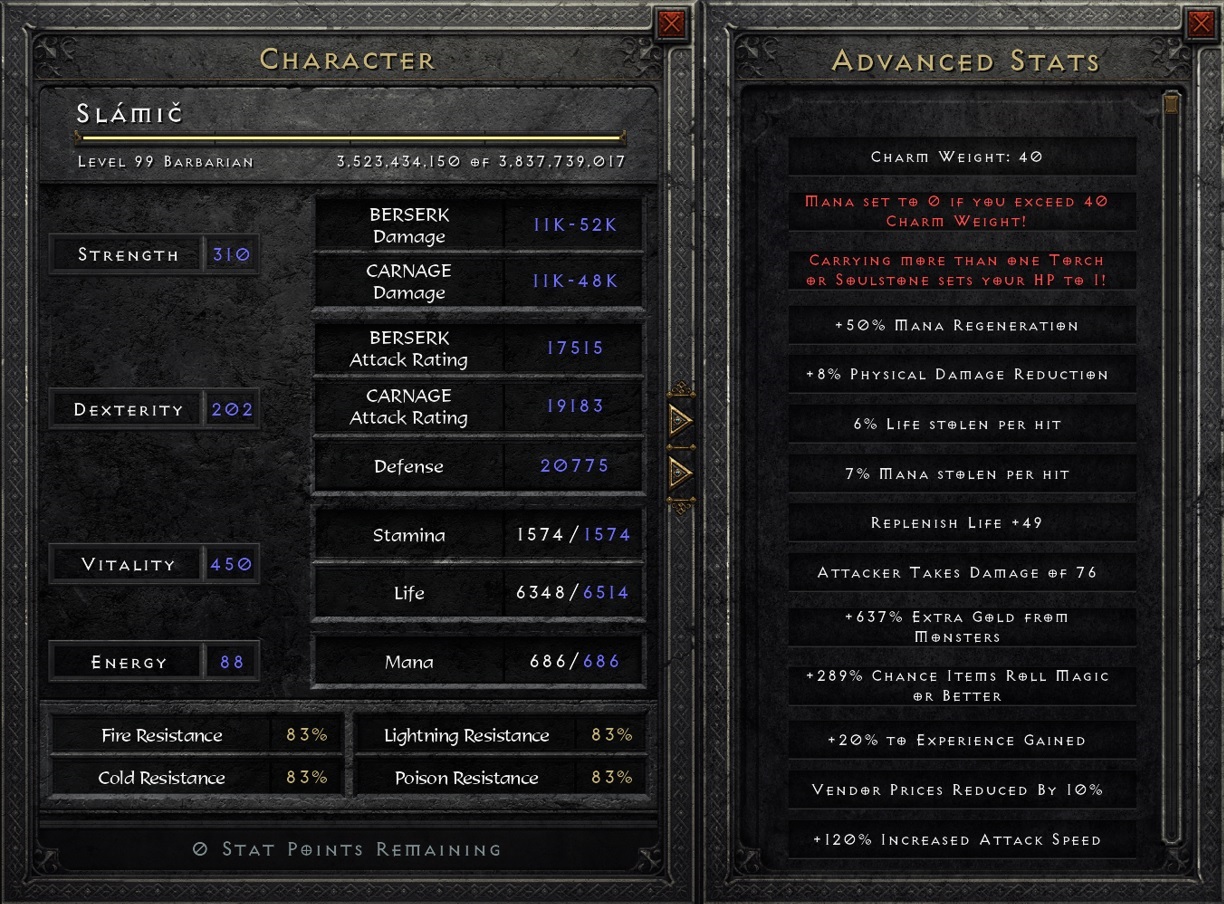 Character
Slámič
Level 99 Barbarian
3,523,434,150 of 3,837,739,017
Strength 310
BERSERK
Damage
11K-52K
CARNAGE
Damage
11K-48K
Dexterity 202
BERSERK
Attack Rating
17515
CARNAGE
Attack Rating
19183
Defense 20775
Vitality 450
Stamina 1574/1574
Life 6348/6514
Energy 88
Mana 686/686
Fire Resistance 83%
Lightning Resistance 83%
Cold Resistance 83%
Poison Resistance 83%
0 Stat Points Remaining
Advanced Stats
Charm Weight: 40
Mana set to 0 if you exceed 40
Charm Weight!
Carrying more than one Torch
or Soulstone sets your HP to 1!
+50% Mana Regeneration
+8% Physical Damage Reduction
6% Life stolen per hit
7% Mana stolen per hit
Replenish Life +49
Attacker Takes Damage of 76
+637% Extra Gold from
Monsters
+289% Chance Items Roll Magic
or Better
+20% to Experience Gained
Vendor Prices Reduced By 10%
+120% Increased Attack Speed